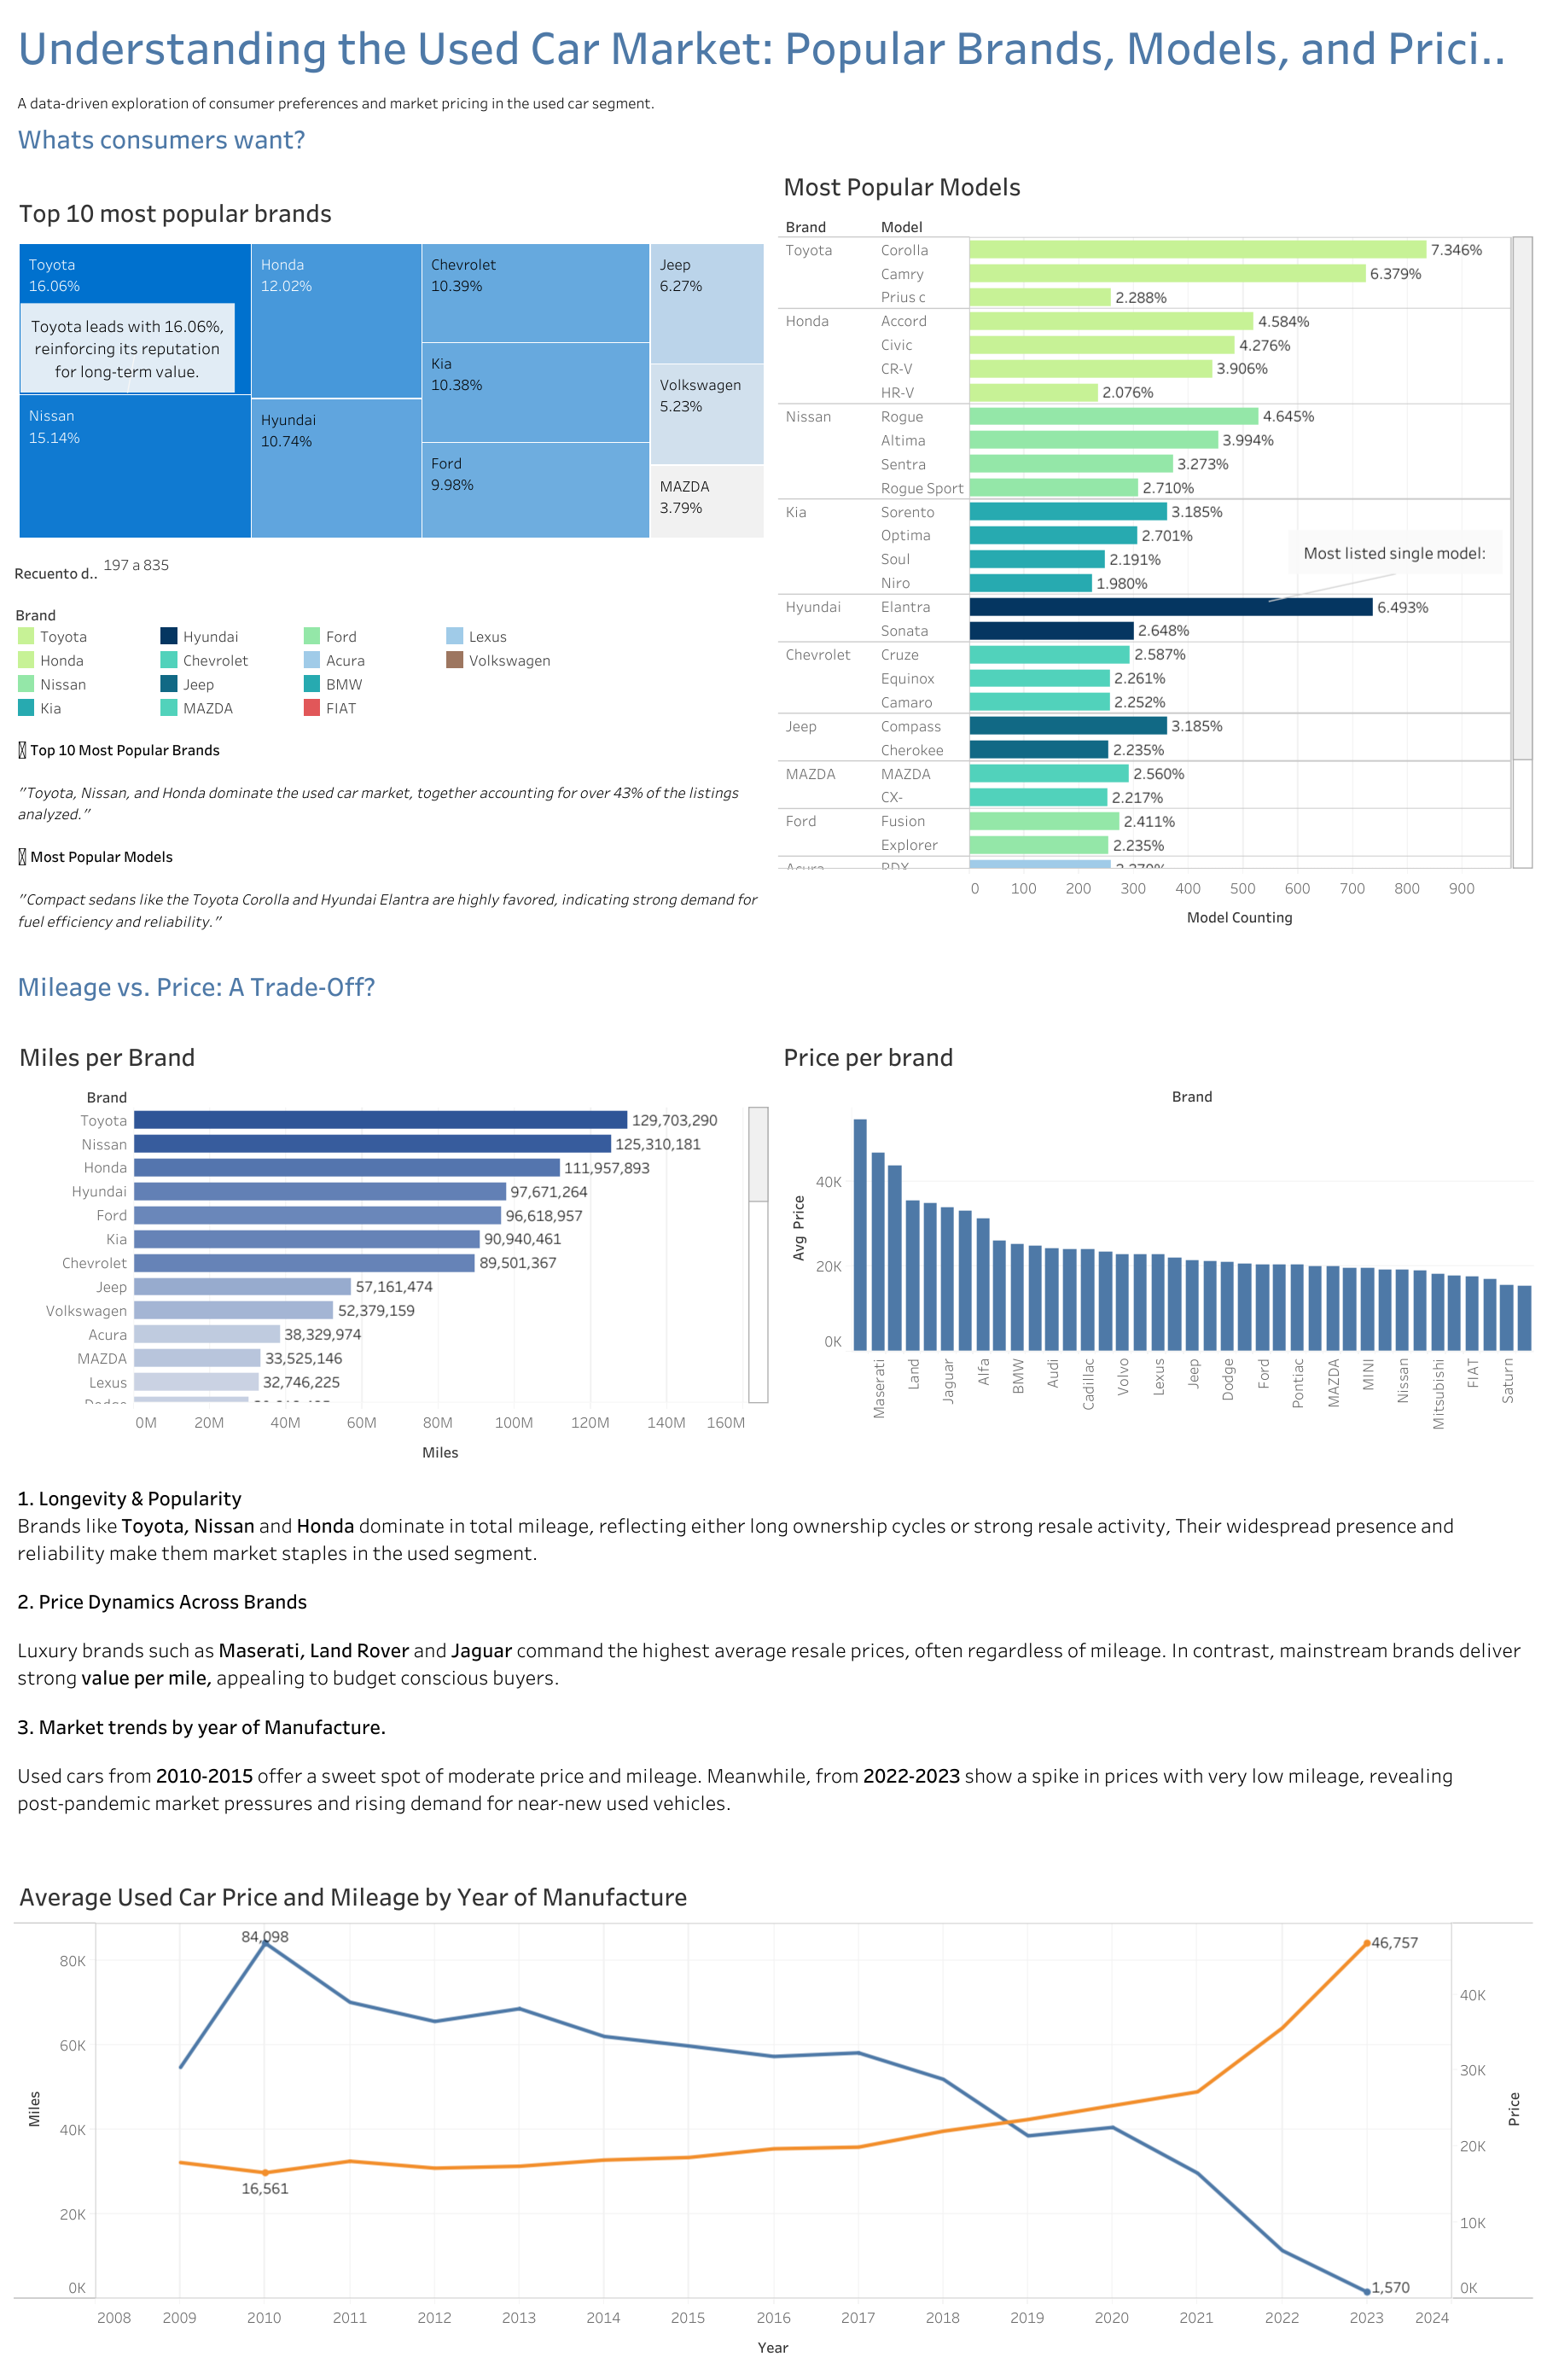 Understanding the Used Car Market: Popular Brands, Models, and Prici..
A data-driven exploration of consumer preferences and market pricing in the used car segment.
Whats consumers want?
Top 10 most popular brands
Toyota
16.06%
Toyota leads with 16.06%,
reinforcing its reputation
for long-term value.
Nissan
15.14%
Honda
12.02%
Hyundai
10.74%
Chevrolet
10.39%
Kia
10.38%
Ford
9.98%
Jeep
6.27%
Volkswagen
5.23%
MAZDA
3.79%
Recuento d.. 197 a 835
Brand
Toyota Hyundai Ford Lexus
Honda Chevrolet Acura Volkswagen
Nissan Jeep BMW
Kia MAZDA FIAT
Top 10 Most Popular Brands
"Toyota, Nissan, and Honda dominate the used car market, together accounting for over 43% of the listings
analyzed."
Most Popular Models
"Compact sedans like the Toyota Corolla and Hyundai Elantra are highly favored, indicating strong demand for
fuel efficiency and reliability."
Most Popular Models
Brand Model
Toyota Corolla 7.346%
Camry 6.379%
Prius c 2.288%
Honda Accord 4.584%
Civic 4.276%
CR-V 3.906%
HR-V 2.076%
Nissan Rogue 4.645%
Altima 3.994%
Sentra 3.273%
Rogue Sport 2.710%
Kia Sorento 3.185%
Optima 2.701%
Soul 2.191%
Niro 1.980%
Most listed single model:
Hyundai Elantra 6.493%
Sonata 2.648%
Chevrolet Cruze 2.587%
Equinox 2.261%
Camaro 2.252%
Jeep Compass 3.185%
Cherokee 2.235%
MAZDA MAZDA 2.560%
CX- 2.217%
Ford Fusion 2.411%
Explorer 2.235%
Acura RDX
0 100 200 300 400 500 600 700 800 900
Model Counting
Mileage vs. Price: A Trade-Off?
Miles per Brand
Brand
Toyota 129,703,290
Nissan 125,310,181
Honda 111,957,893
Hyundai 97,671,264
Ford 96,618,957
Kia 90,940,461
Chevrolet 89,501,367
Jeep 57,161,474
Volkswagen 52,379,159
Acura 38,329,974
MAZDA 33,525,146
Lexus 32,746,225
Dodge
0M 20M 40M 60M 80M 100M 120M 140M 160M
Miles
Price per brand
Brand
Avg Price
40K
20K
0K
Maserati Land Jaguar Alfa BMW Audi Cadillac Volvo Lexus Jeep Dodge Ford Pontiac MAZDA MINI Nissan Mitsubishi FIAT Saturn
1. Longevity & Popularity
Brands like Toyota, Nissan and Honda dominate in total mileage, reflecting either long ownership cycles or strong resale activity, Their widespread presence and
reliability make them market staples in the used segment.
2. Price Dynamics Across Brands
Luxury brands such as Maserati, Land Rover and Jaguar command the highest average resale prices, often regardless of mileage. In contrast, mainstream brands deliver
strong value per mile, appealing to budget conscious buyers.
3. Market trends by year of Manufacture.
Used cars from 2010-2015 offer a sweet spot of moderate price and mileage. Meanwhile, from 2022-2023 show a spike in prices with very low mileage, revealing
post-pandemic market pressures and rising demand for near-new used vehicles.
Average Used Car Price and Mileage by Year of Manufacture
Miles
80K
60K
40K
20K
0K
84,098
16,561
46,757
1,570
40K
30K
20K
10K
0K
Price
2008 2009 2010 2011 2012 2013 2014 2015 2016 2017 2018 2019 2020 2021 2022 2023 2024
Year